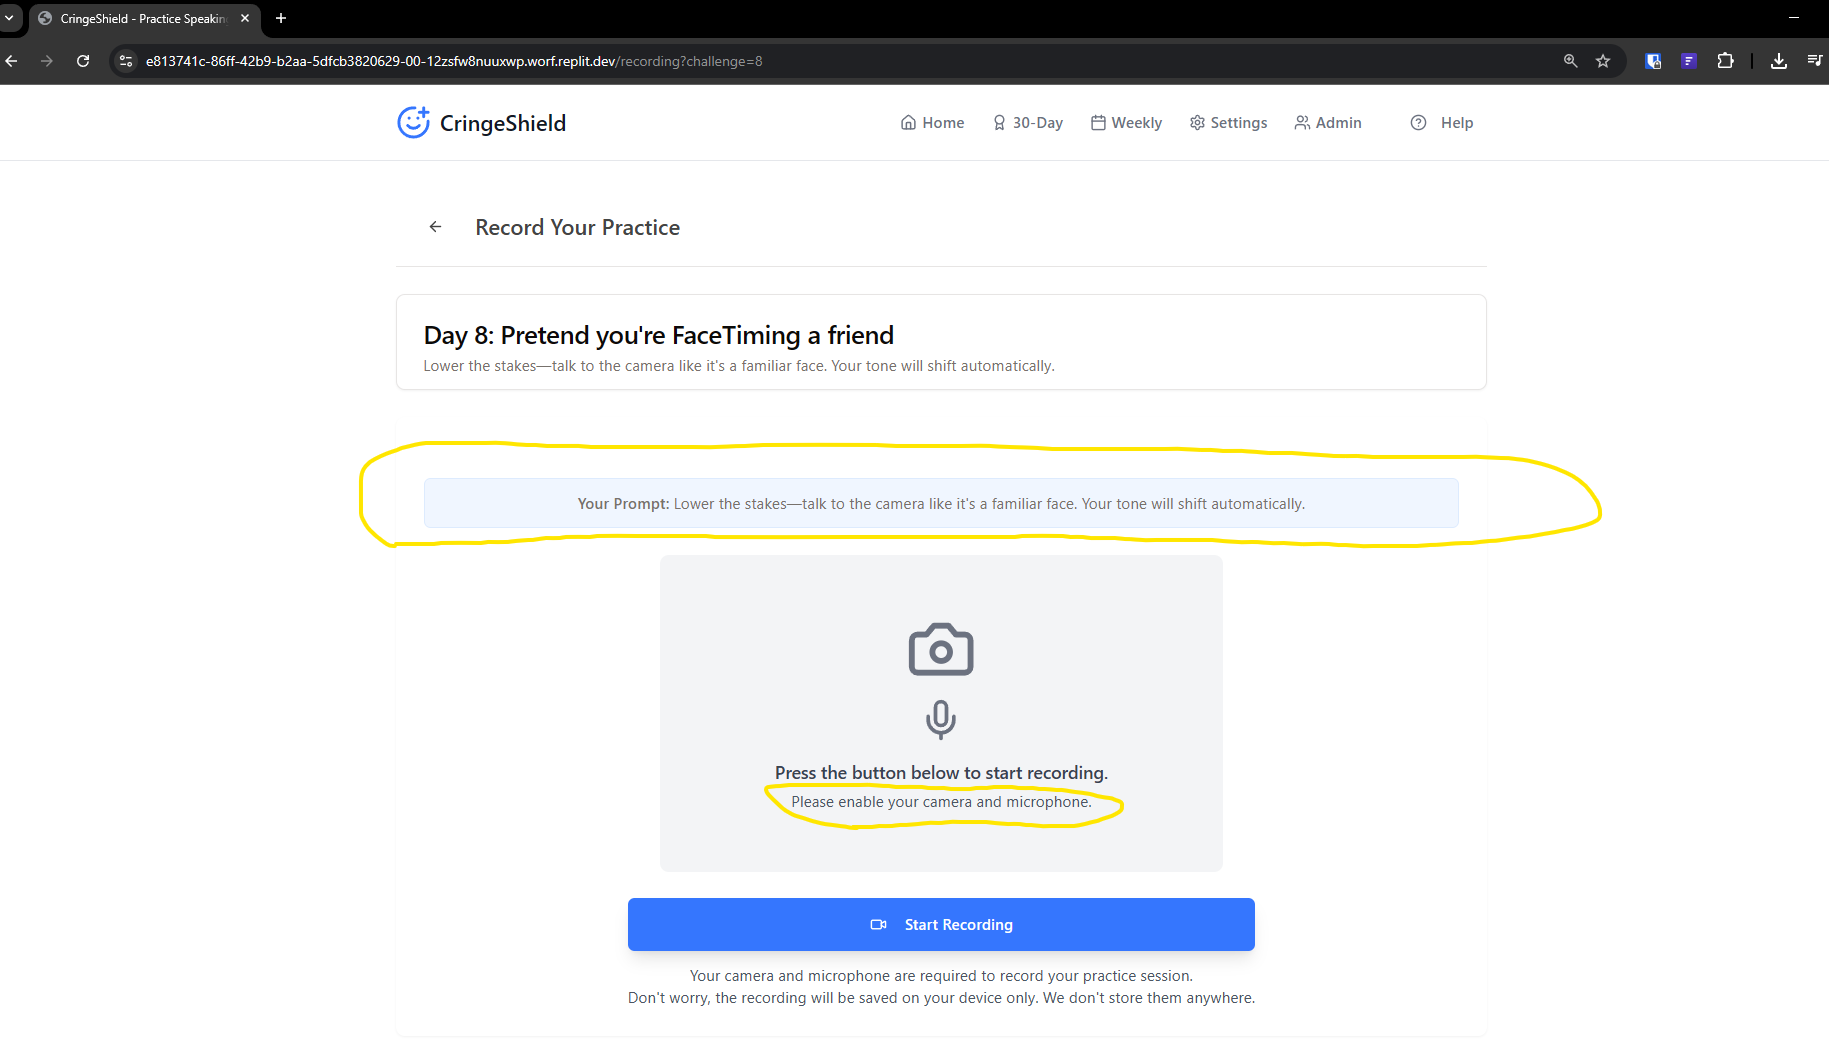 CringeShield - Practice Speakin
e813741c-86ff-42b9-b2aa-5dfcb3820629-00-12zsfw8nuuxwp.worf.replit.dev/recording?challenge=8
CringeShield
Home
30-Day
Weekly
Settings
Admin
Help
Record Your Practice
Day 8: Pretend you're FaceTiming a friend
Lower the stakes—talk to the camera like it's a familiar face. Your tone will shift automatically.
Your Prompt: Lower the stakes—talk to the camera like it's a familiar face. Your tone will shift automatically.
Press the button below to start recording.
Please enable your camera and microphone.
Start Recording
Your camera and microphone are required to record your practice session.
Don't worry, the recording will be saved on your device only. We don't store them anywhere.